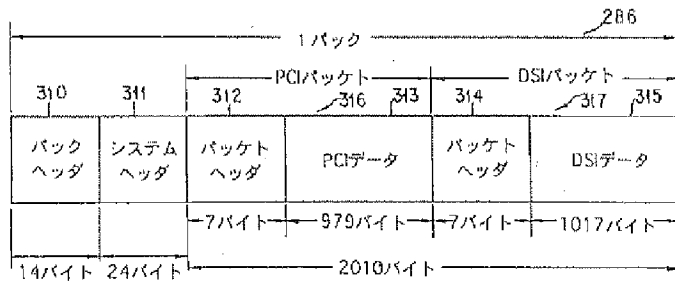 286
1パック
PCIパケット DSIパケット
310 311 312 316 313 314 317 315
パック
ヘッダ
システム
ヘッダ
パケット
ヘッダ
PCIデータ
パケット
ヘッダ
DSIデータ
7バイト 979バイト 7バイト 1017バイト
14バイト 24バイト 2010バイト